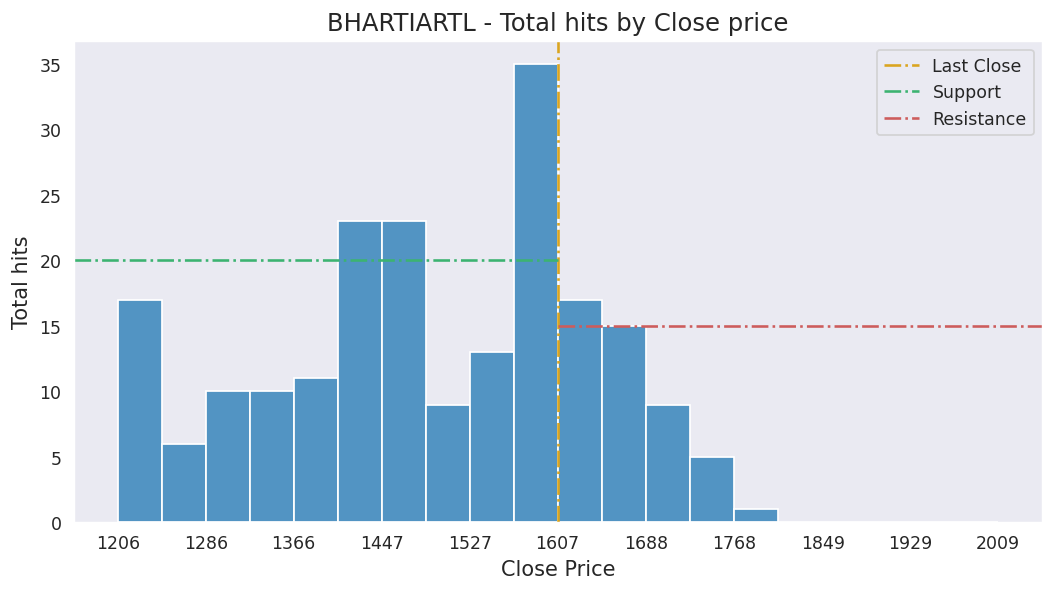 BHARTIARTL - Total hits by Close price
Last Close
Support
Resistance
Total hits
35
30
25
20
15
10
5
0
1206 1286 1366 1447 1527 1607 1688 1768 1849 1929 2009
Close Price